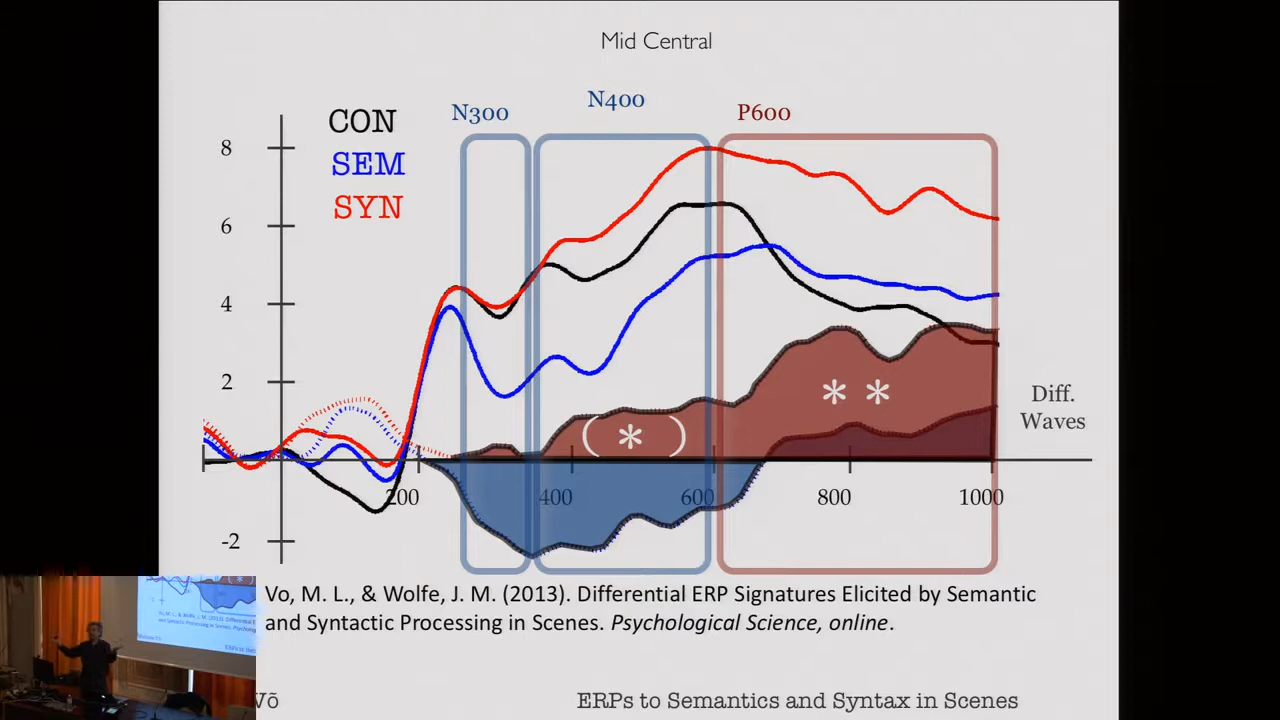 Mid Central
N300
N400
P600
CON
SEM
SYN
8
6
4
2
-2
200
400
600
800
1000
( * )
* *
Diff.
Waves
Vo, M. L., & Wolfe, J. M. (2013). Differential ERP Signatures Elicited by Semantic
and Syntactic Processing in Scenes. Psychological Science, online.
Võ
ERPs to Semantics and Syntax in Scenes